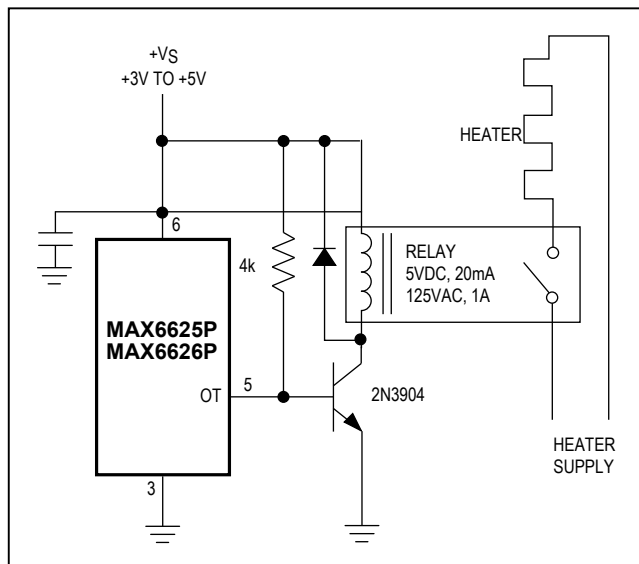 +VS
+3V TO +5V
HEATER
6
4k
RELAY
5VDC, 20mA
125VAC, 1A
MAX6625P
MAX6626P
OT
5
2N3904
3
HEATER
SUPPLY